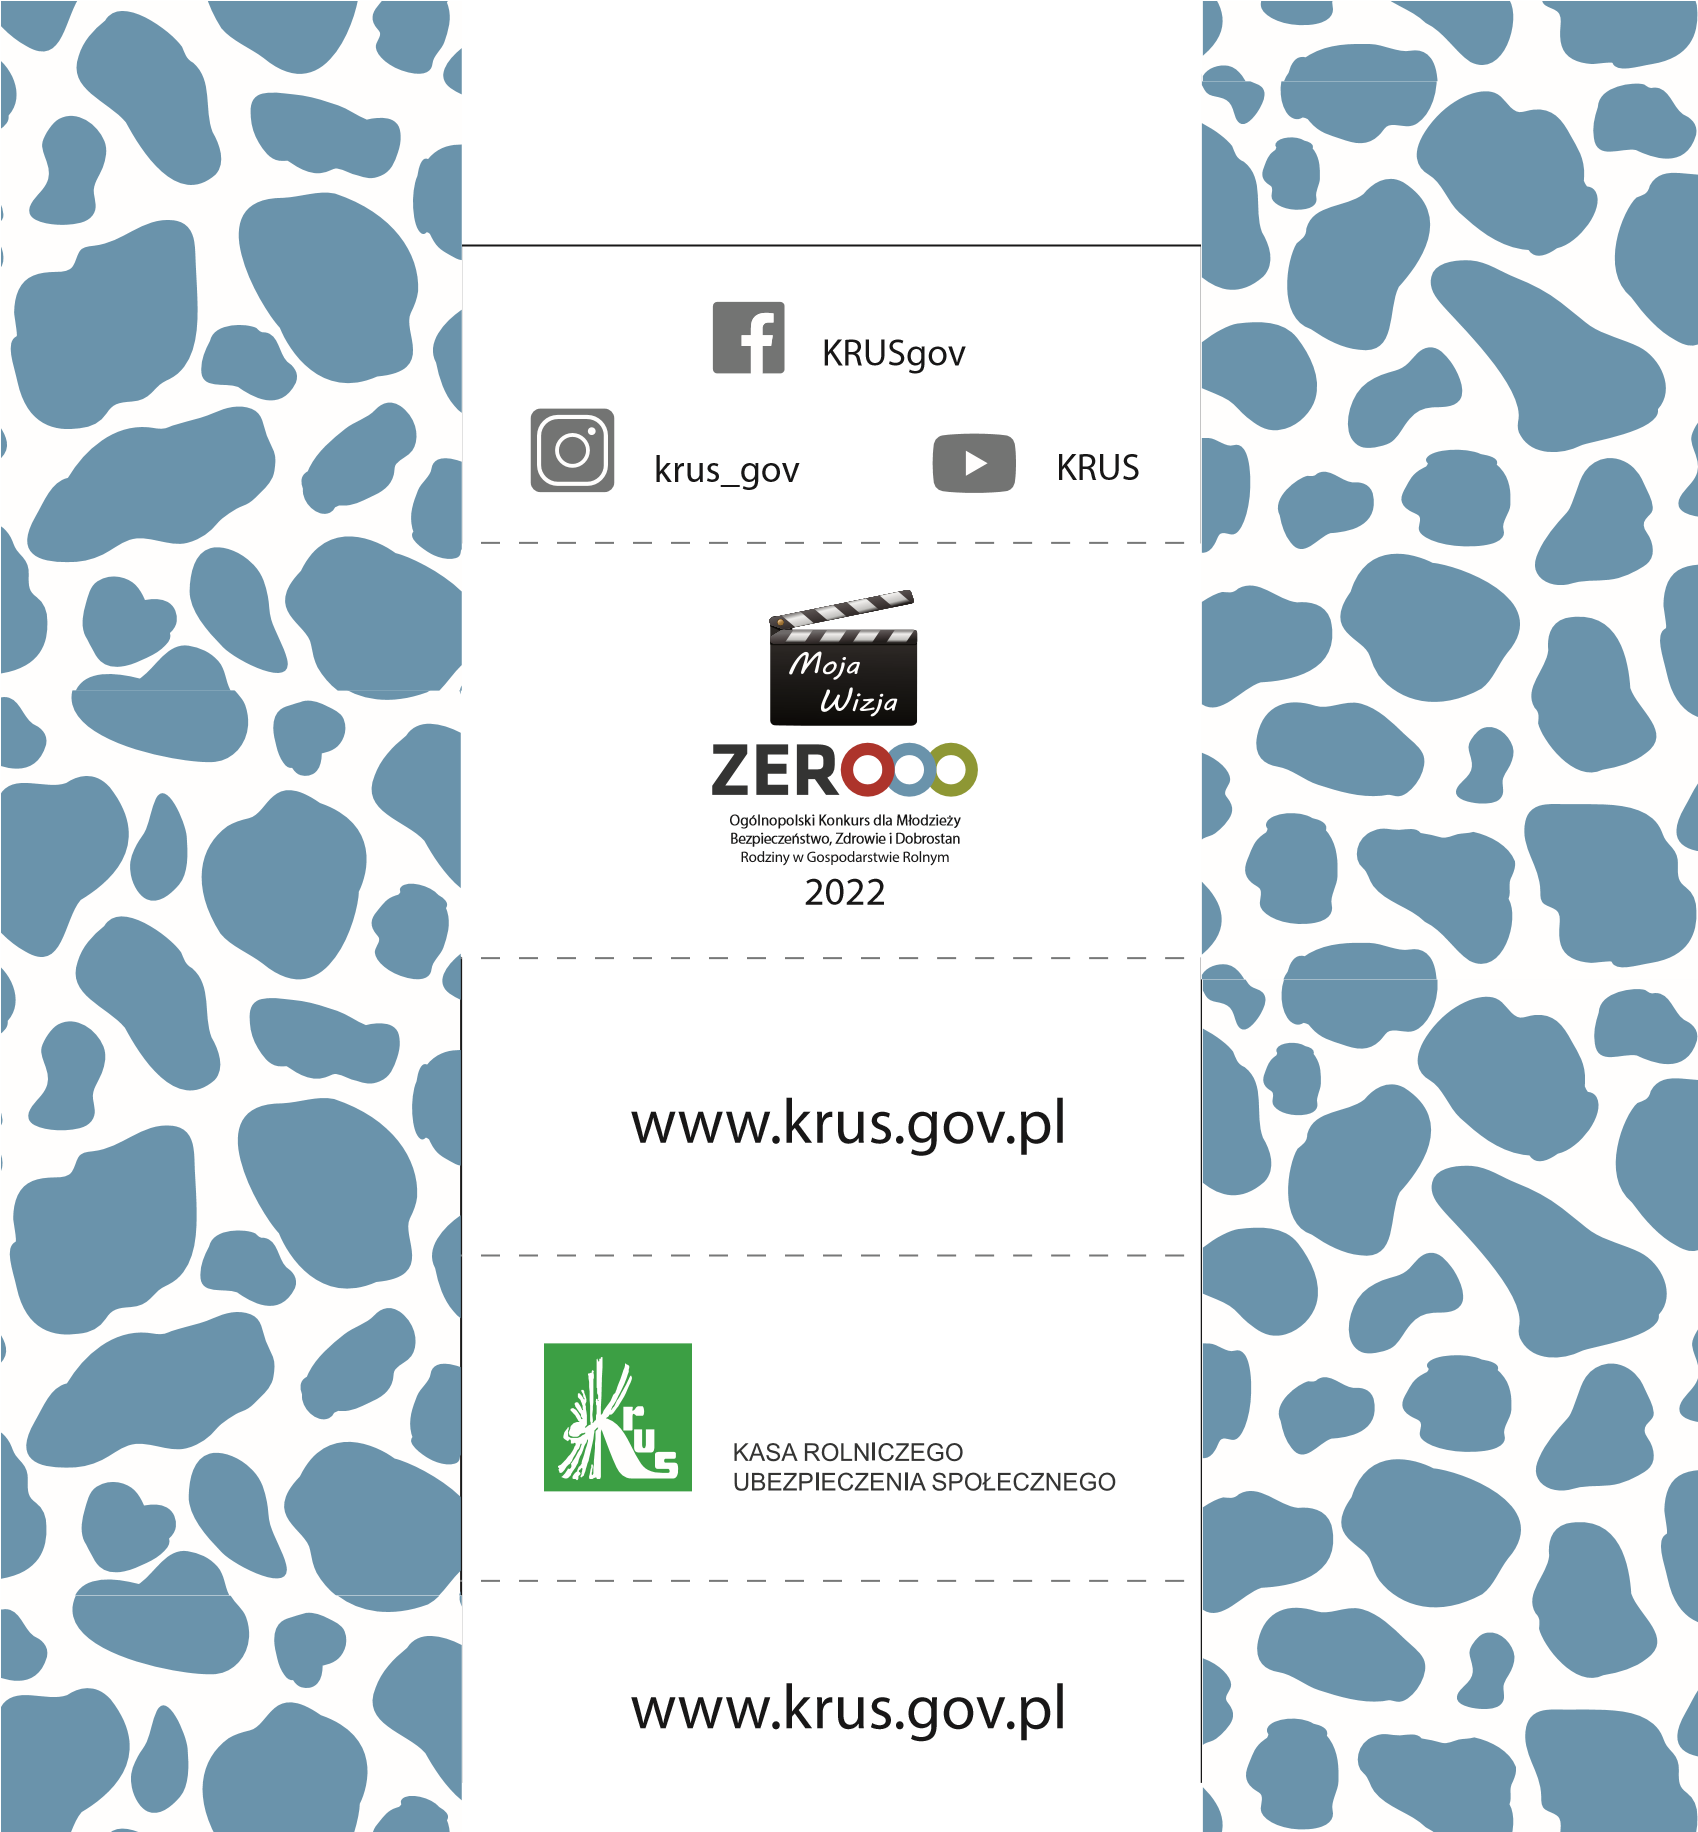 KRUSgov
krus_gov
KRUS
Moja
Wizja
ZEROOO
Ogólnopolski Konkurs dla Młodzieży
Bezpieczeństwo, Zdrowie i Dobrostan
Rodziny w Gospodarstwie Rolnym
2022
www.krus.gov.pl
Krus
KASA ROLNICZEGO
UBEZPIECZENIA SPOŁECZNEGO
www.krus.gov.pl